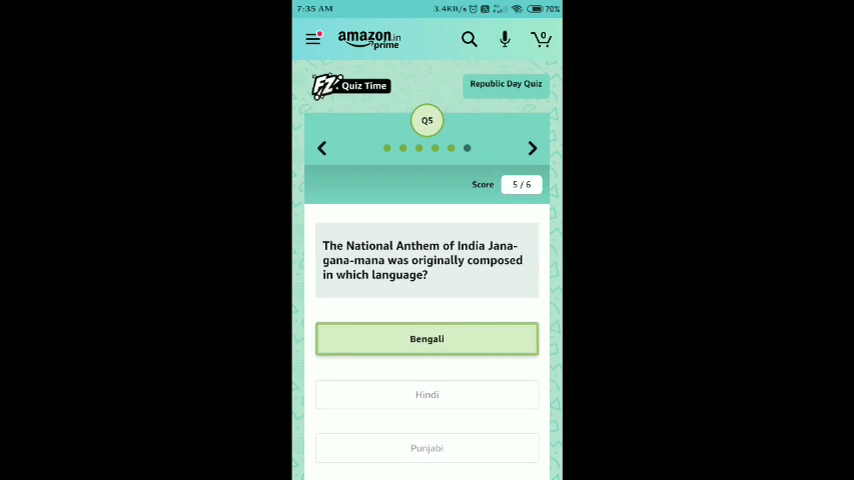 7:35 AM 3.4KB/s 70%
amazon.in
prime
0
FZ Quiz Time Republic Day Quiz
Q5
Score 5 / 6
The National Anthem of India Jana-
gana-mana was originally composed
in which language?
Bengali
Hindi
Punjabi